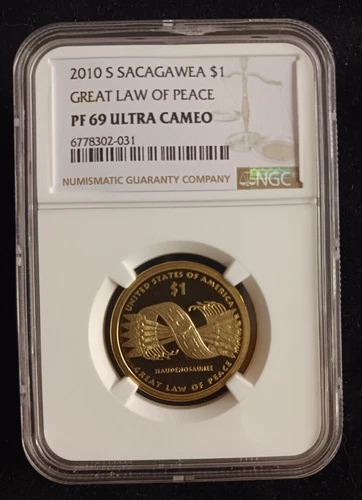 2010 S SACAGAWEA $1
GREAT LAW OF PEACE
PF 69 ULTRA CAMEO
6778302-031
NUMISMATIC GUARANTY COMPANY
NGC
UNITED STATES OF AMERICA
$1
HAUDENOSAUNEE
GREAT LAW OF PEACE